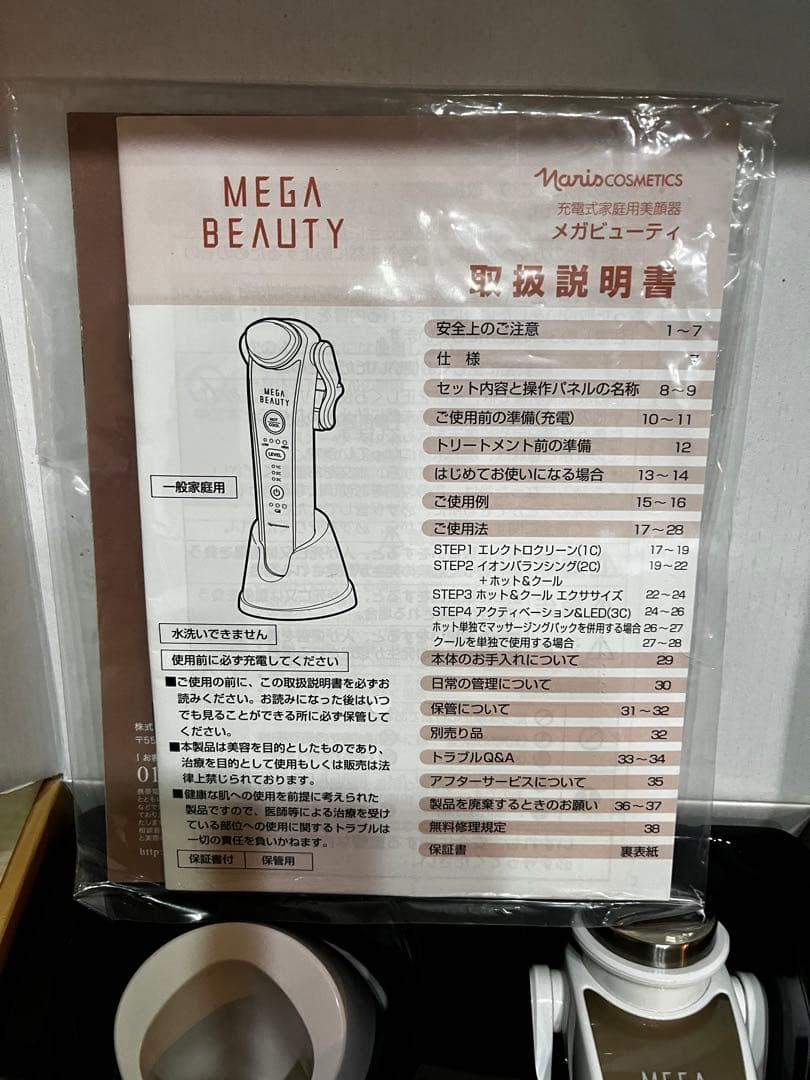 MEGA
BEAUTY
Naris COSMETICS
充電式家庭用美顔器
メガビューティ
取扱説明書
MEGA
BEAUTY
HOT
COOL
LEVEL
1C
2C
3C
一般家庭用
水洗いできません
使用前に必ず充電してください
■ご使用の前に、この取扱説明書を必ずお
読みください。お読みになった後はいつ
でも見ることができる所に必ず保管して
ください。
■本製品は美容を目的としたものであり、
治療を目的として使用もしくは販売は法
律上禁じられております。
■健康な肌への使用を前提に考えられた
製品ですので、医師等による治療を受け
ている部位への使用に関するトラブルは
一切の責任を負いかねます。
保証書付 保管用
安全上のご注意 1〜7
仕様 7
セット内容と操作パネルの名称 8〜9
ご使用前の準備(充電) 10〜11
トリートメント前の準備 12
はじめてお使いになる場合 13〜14
ご使用例 15〜16
ご使用法 17〜28
STEP1 エレクトロクリーン(1C) 17〜19
STEP2 イオンバランシング(2C) 19〜22
＋ホット&クール
STEP3 ホット&クール エクササイズ 22〜24
STEP4 アクティベーション&LED(3C) 24〜26
ホット単独でマッサージングパックを併用する場合 26〜27
クールを単独で使用する場合 27〜28
本体のお手入れについて 29
日常の管理について 30
保管について 31〜32
別売り品 32
トラブルQ&A 33〜34
アフターサービスについて 35
製品を廃棄するときのお願い 36〜37
無料修理規定 38
保証書 裏表紙
株式
〒55
お客
01
携帯電
http:
MEGA